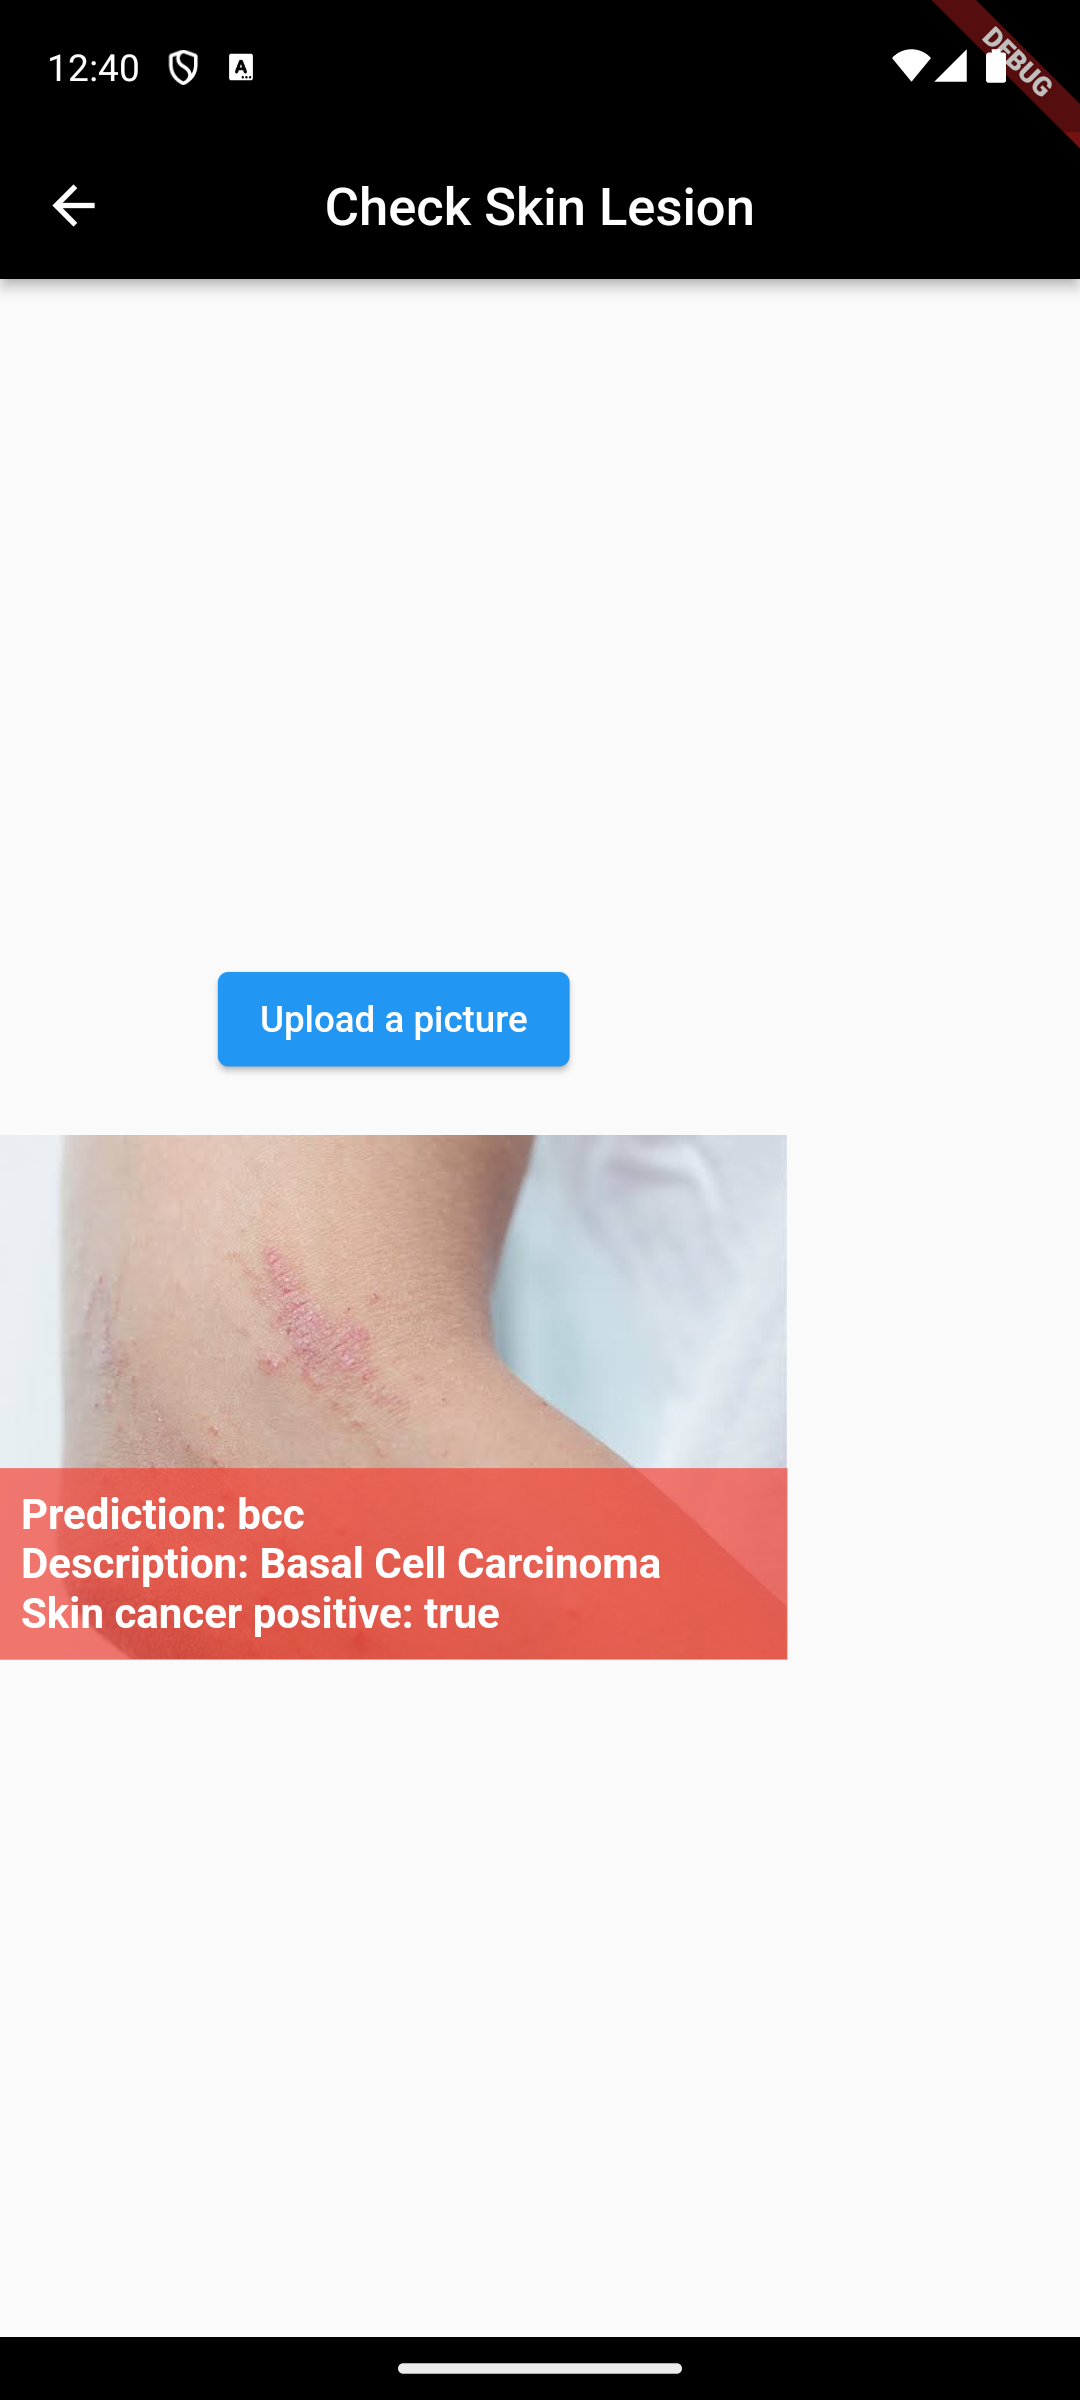 12:40
DEBUG
Check Skin Lesion
Upload a picture
Prediction: bcc
Description: Basal Cell Carcinoma
Skin cancer positive: true